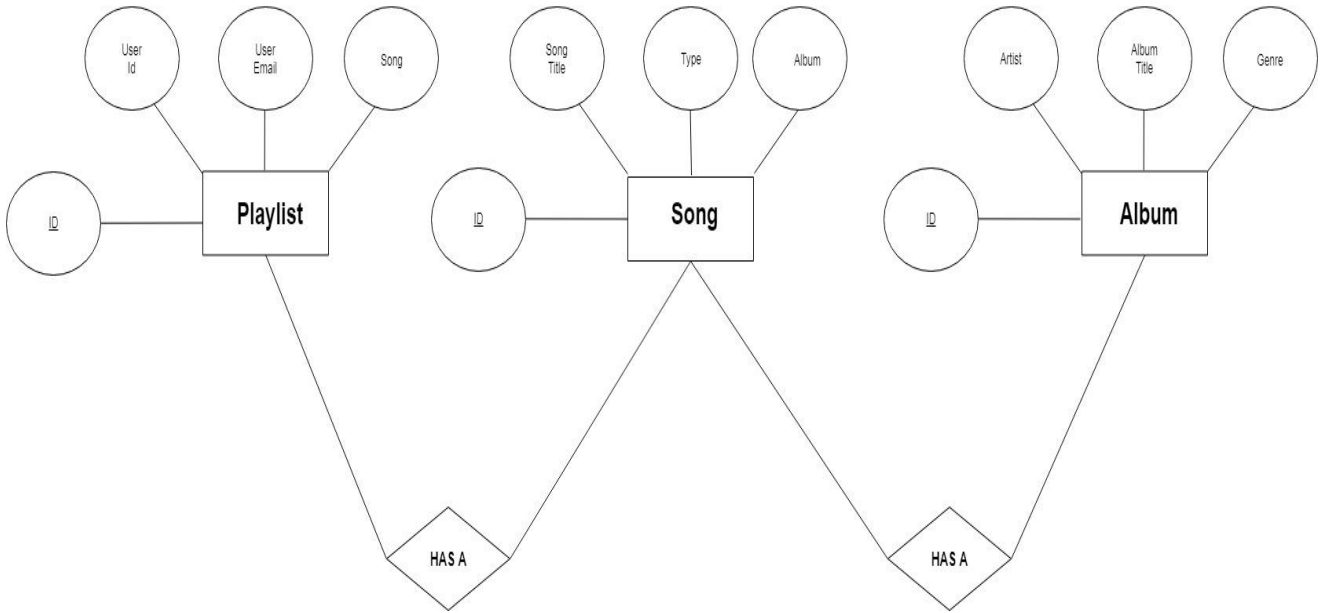 User
Id
User
Email
Song
Song
Title
Type
Album
Artist
Album
Title
Genre
ID
Playlist
ID
Song
ID
Album
HAS A
HAS A